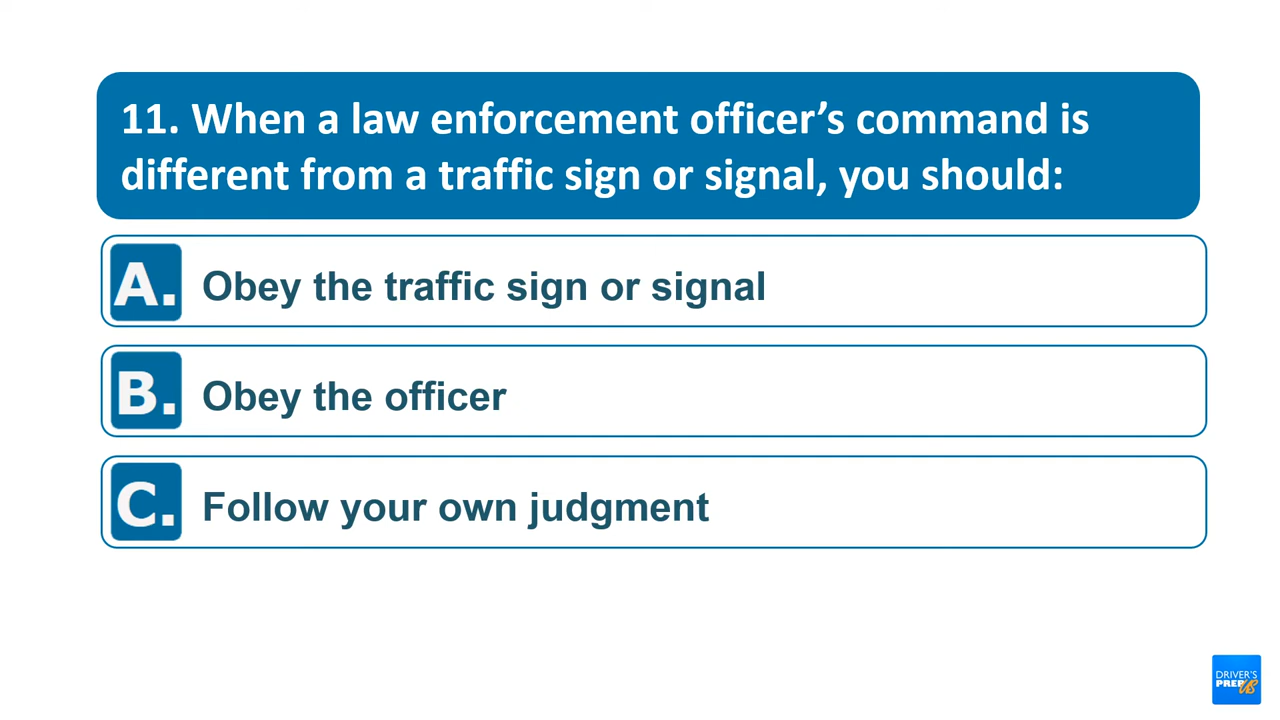 11. When a law enforcement officer’s command is
different from a traffic sign or signal, you should:
A. Obey the traffic sign or signal
B. Obey the officer
C. Follow your own judgment
DRIVER'S
PREP US